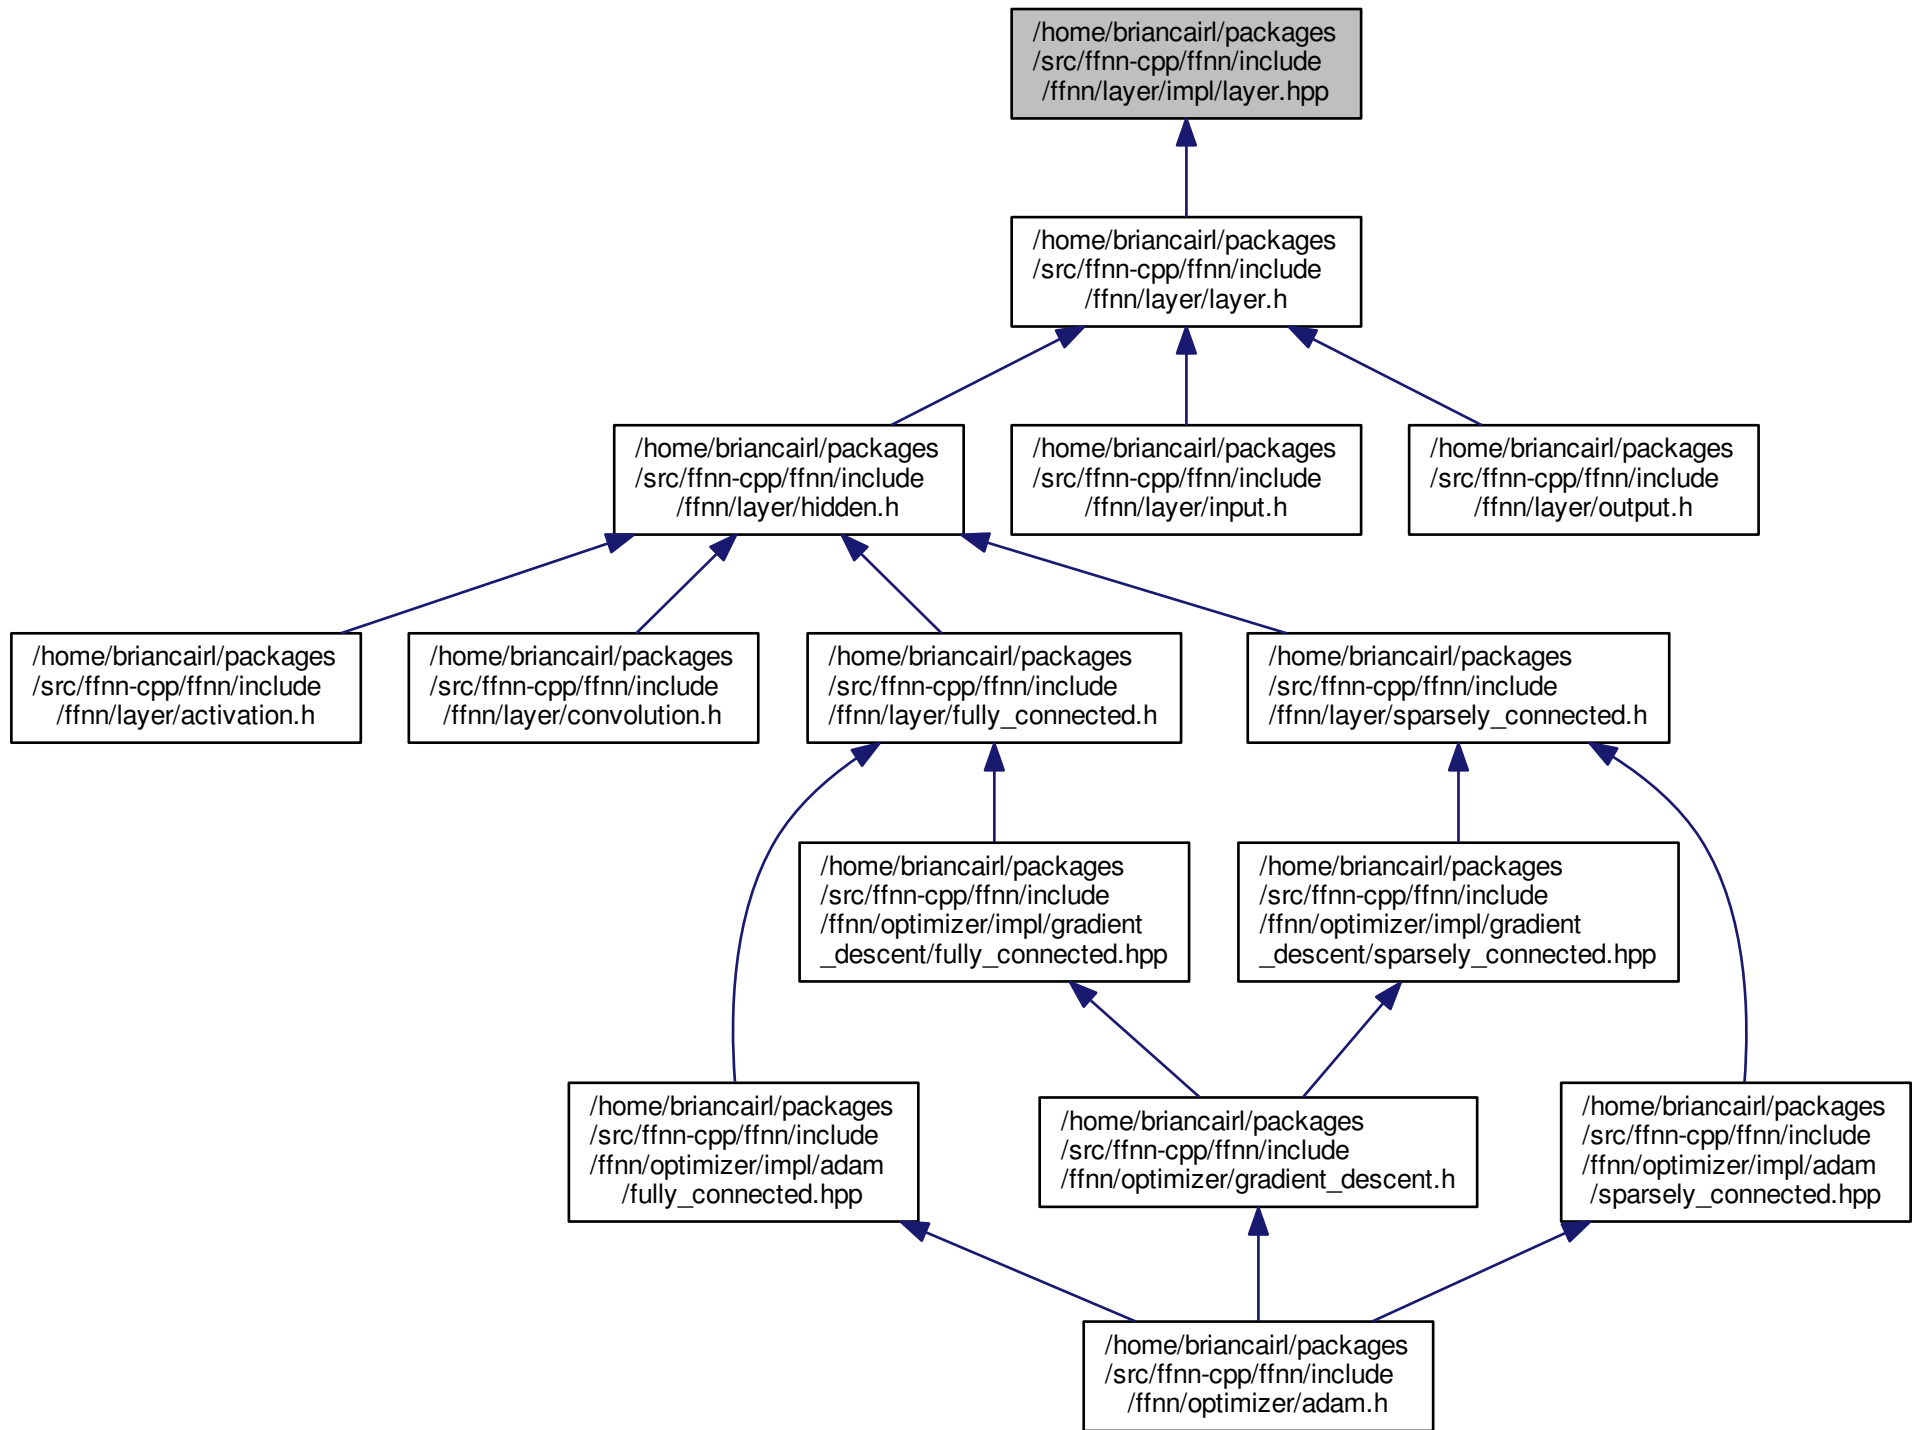 /home/briancairl/packages
/src/ffnn-cpp/ffnn/include
/ffnn/layer/impl/layer.hpp
/home/briancairl/packages
/src/ffnn-cpp/ffnn/include
/ffnn/layer/layer.h
/home/briancairl/packages
/src/ffnn-cpp/ffnn/include
/ffnn/layer/hidden.h
/home/briancairl/packages
/src/ffnn-cpp/ffnn/include
/ffnn/layer/input.h
/home/briancairl/packages
/src/ffnn-cpp/ffnn/include
/ffnn/layer/output.h
/home/briancairl/packages
/src/ffnn-cpp/ffnn/include
/ffnn/layer/activation.h
/home/briancairl/packages
/src/ffnn-cpp/ffnn/include
/ffnn/layer/convolution.h
/home/briancairl/packages
/src/ffnn-cpp/ffnn/include
/ffnn/layer/fully_connected.h
/home/briancairl/packages
/src/ffnn-cpp/ffnn/include
/ffnn/layer/sparsely_connected.h
/home/briancairl/packages
/src/ffnn-cpp/ffnn/include
/ffnn/optimizer/impl/gradient
_descent/fully_connected.hpp
/home/briancairl/packages
/src/ffnn-cpp/ffnn/include
/ffnn/optimizer/impl/gradient
_descent/sparsely_connected.hpp
/home/briancairl/packages
/src/ffnn-cpp/ffnn/include
/ffnn/optimizer/impl/adam
/fully_connected.hpp
/home/briancairl/packages
/src/ffnn-cpp/ffnn/include
/ffnn/optimizer/gradient_descent.h
/home/briancairl/packages
/src/ffnn-cpp/ffnn/include
/ffnn/optimizer/impl/adam
/sparsely_connected.hpp
/home/briancairl/packages
/src/ffnn-cpp/ffnn/include
/ffnn/optimizer/adam.h